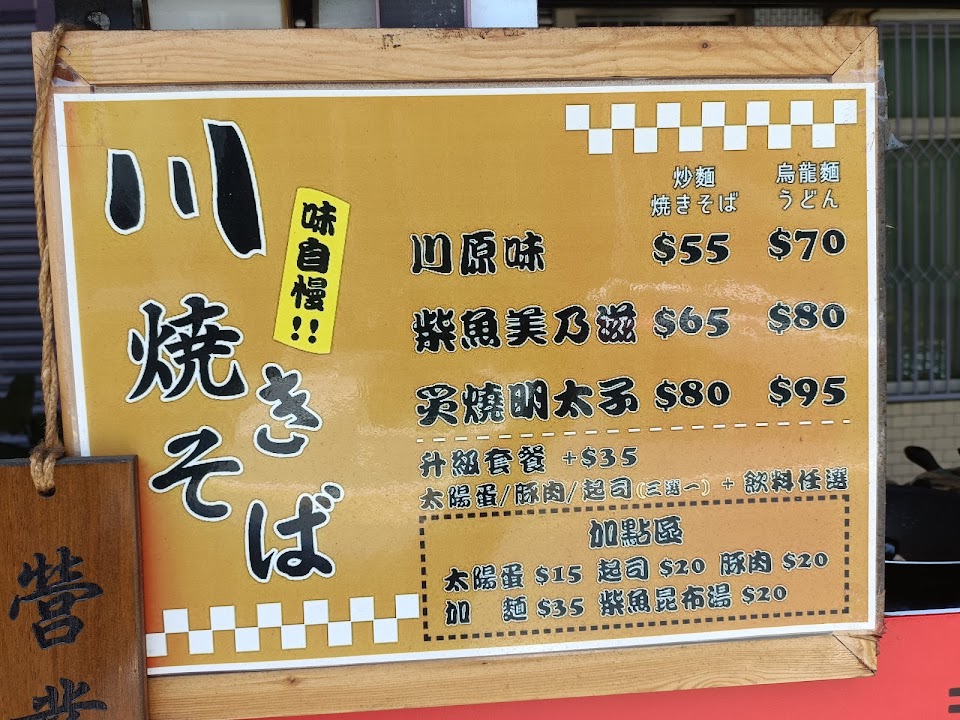 川焼きそば
味自慢!!
炒麵 烏龍麵
焼きそば うどん
川原味 $55 $70
柴魚美乃滋 $65 $80
炙燒明太子 $80 $95
升級套餐 +$35
太陽蛋/豚肉/起司(三選一) + 飲料任選
加點區
太陽蛋 $15 起司 $20 豚肉 $20
加 麵 $35 柴魚昆布湯 $20
營業